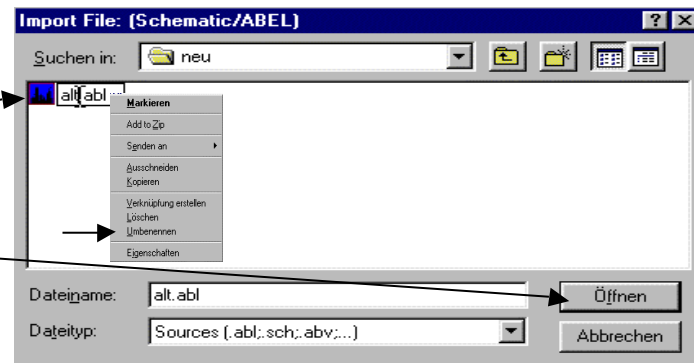 Import File: (Schematic/ABEL)
Suchen in: neu
alt.abl
Markieren
Add to Zip
Senden an
Ausschneiden
Kopieren
Verknüpfung erstellen
Löschen
Umbenennen
Eigenschaften
Dateiname: alt.abl Öffnen
Dateityp: Sources (.abl;.sch;.abv;...) Abbrechen